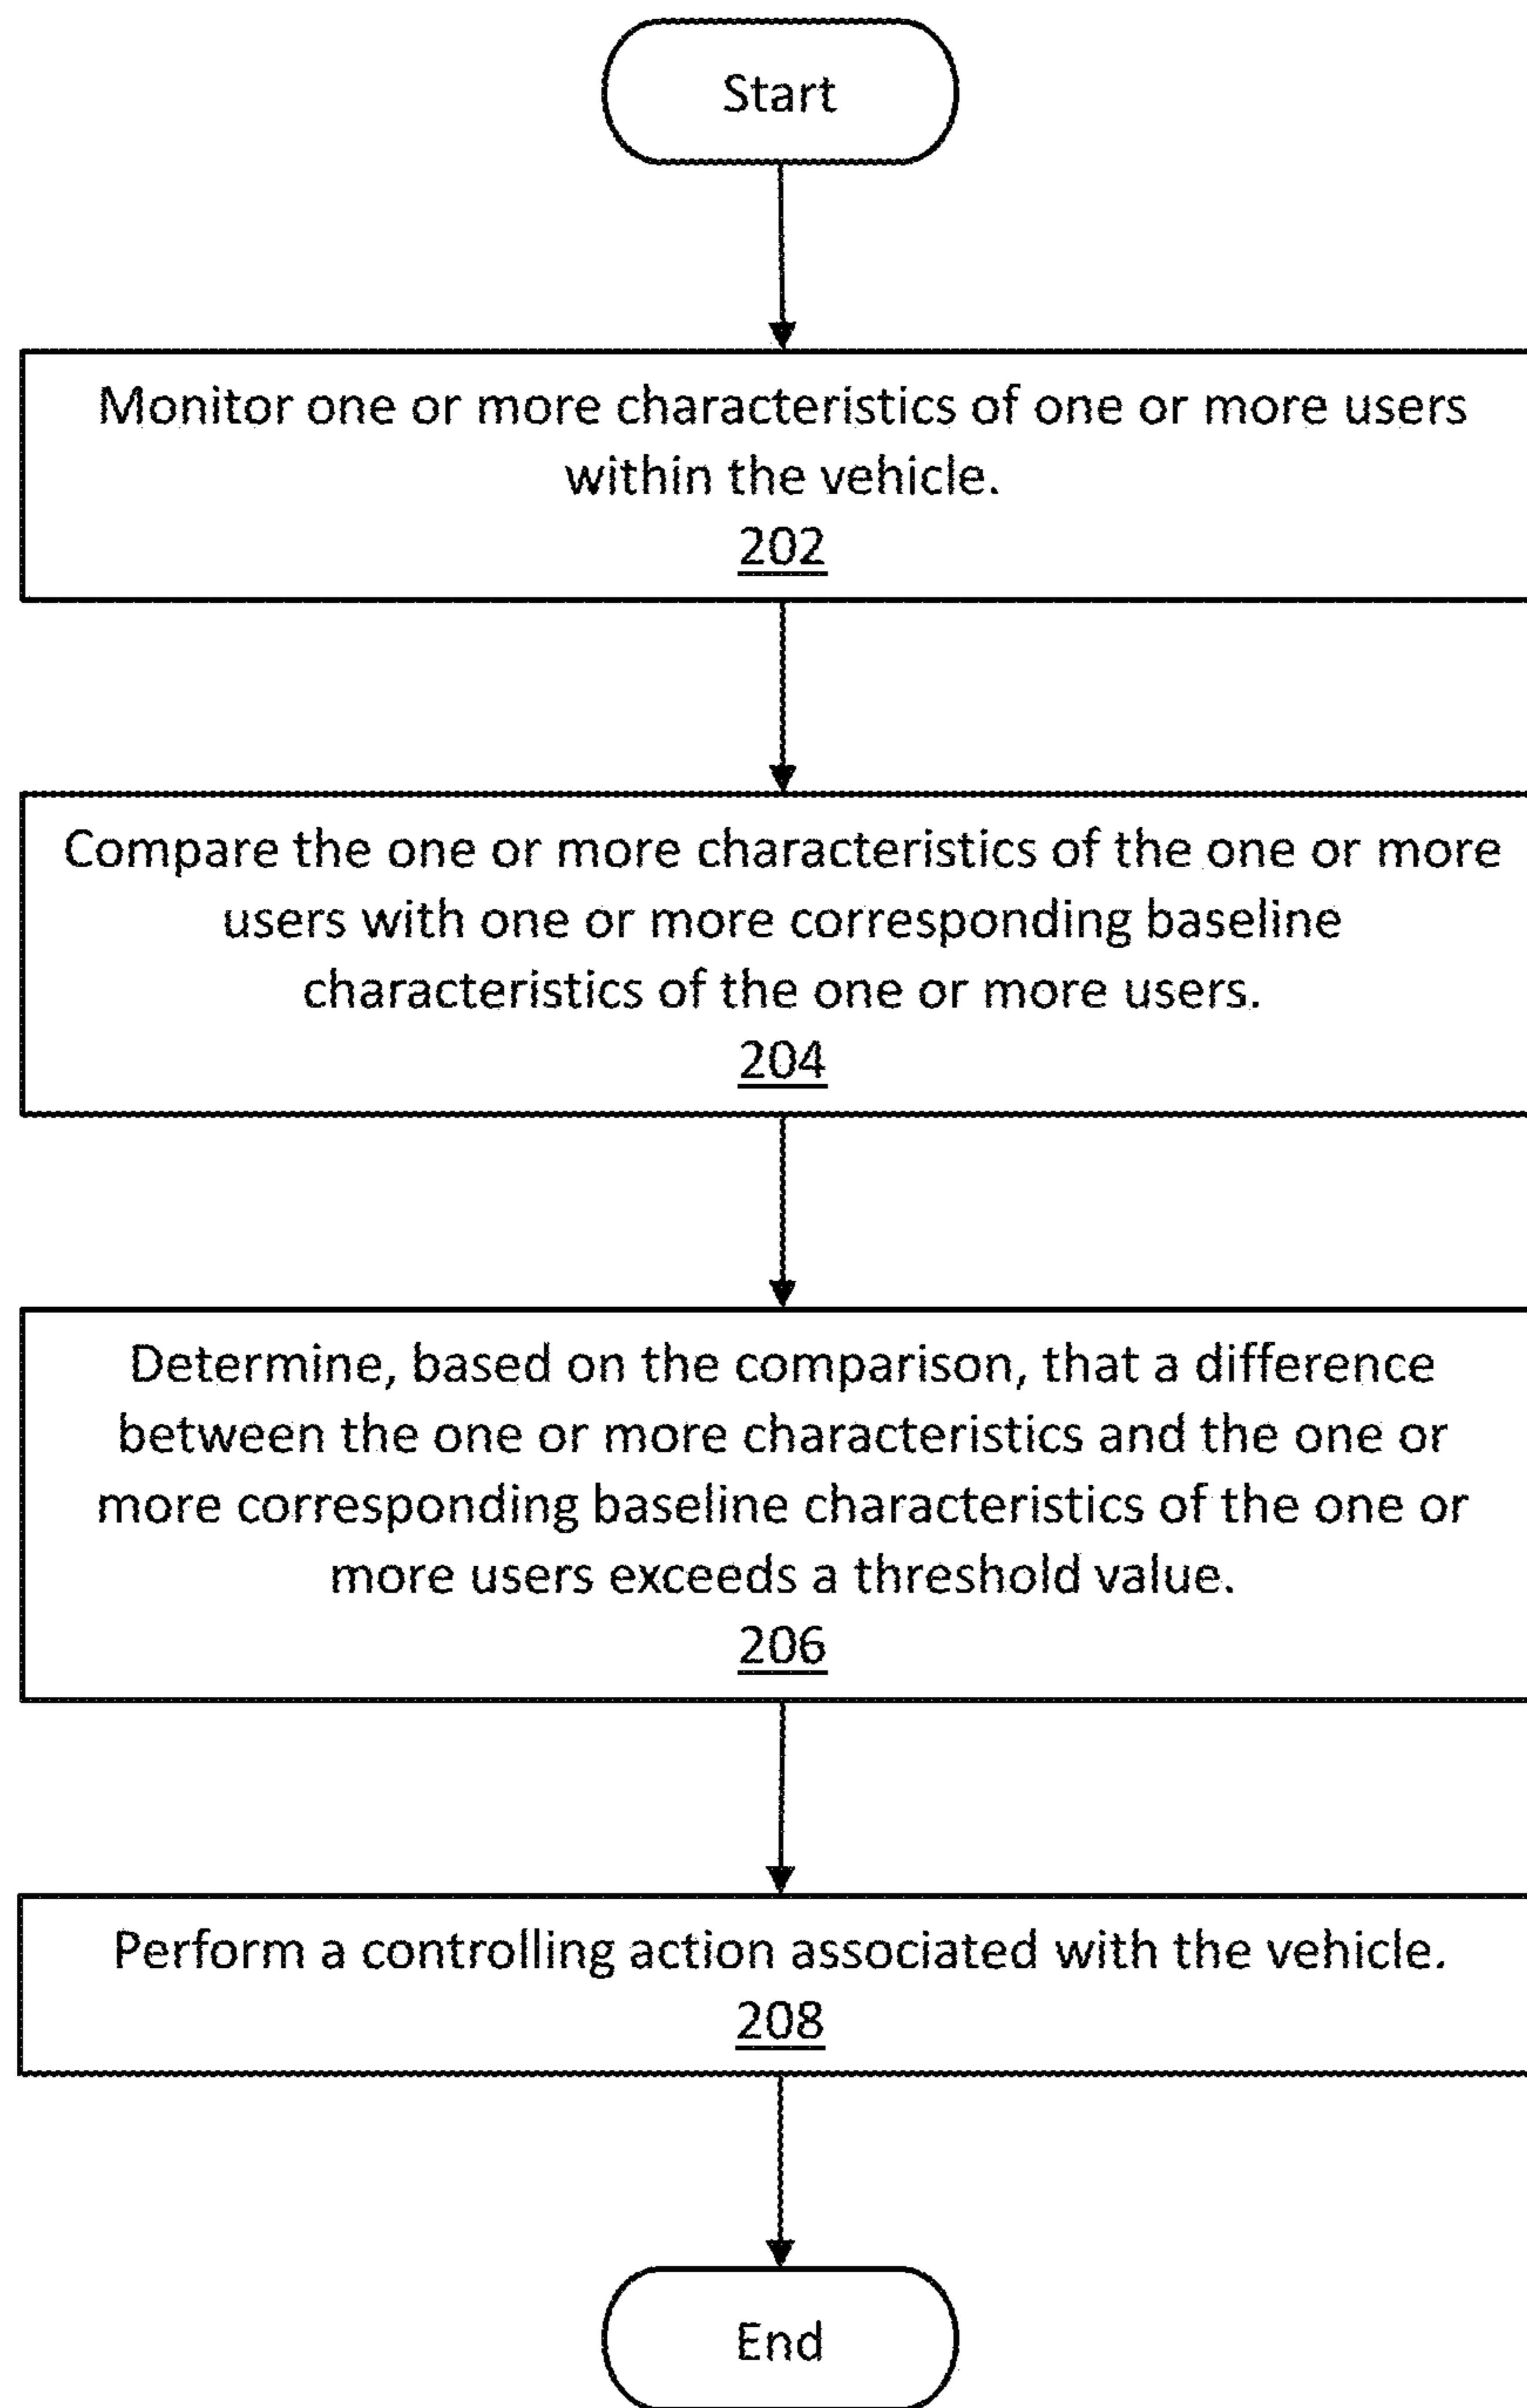 Start
Monitor one or more characteristics of one or more users
within the vehicle.
202
Compare the one or more characteristics of the one or more
users with one or more corresponding baseline
characteristics of the one or more users.
204
Determine, based on the comparison, that a difference
between the one or more characteristics and the one or
more corresponding baseline characteristics of the one or
more users exceeds a threshold value.
206
Perform a controlling action associated with the vehicle.
208
End